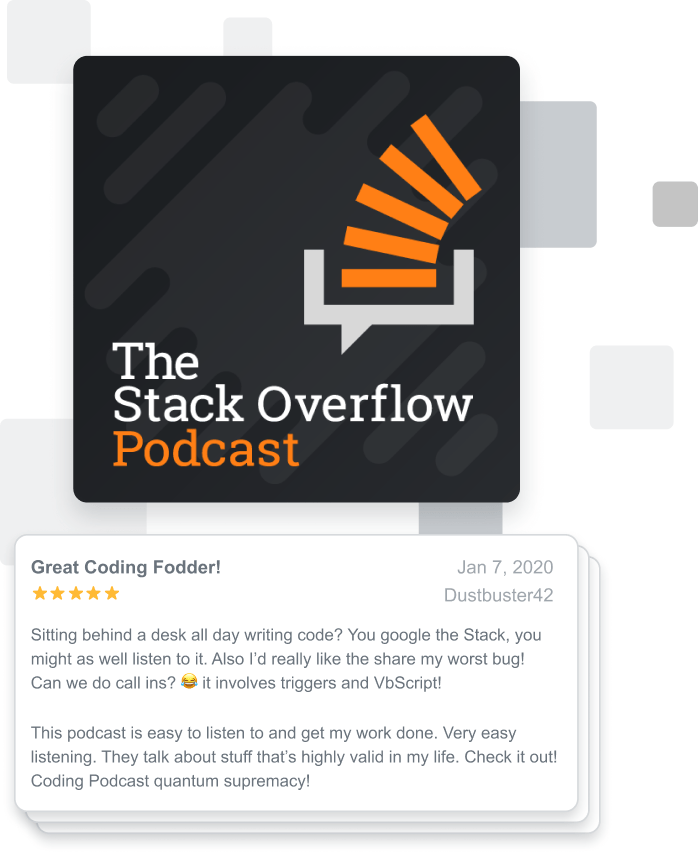 The
Stack Overflow
Podcast
Great Coding Fodder!
Jan 7, 2020
Dustbuster42
Sitting behind a desk all day writing code? You google the Stack, you
might as well listen to it. Also I’d really like the share my worst bug!
Can we do call ins? 😂 it involves triggers and VbScript!
This podcast is easy to listen to and get my work done. Very easy
listening. They talk about stuff that’s highly valid in my life. Check it out!
Coding Podcast quantum supremacy!